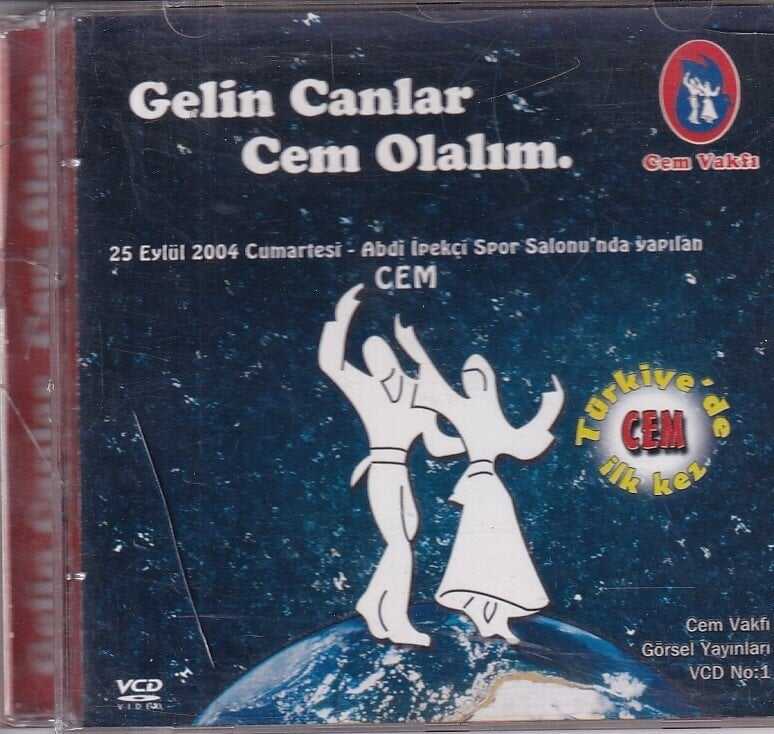 Gelin Canlar
Cem Olalım.
Cem Vakfı
25 Eylül 2004 Cumartesi - Abdi İpekçi Spor Salonu'nda yapılan
CEM
Türkiye'de
CEM
ilk kez
Cem Vakfı
Görsel Yayınları
VCD No:1
VCD